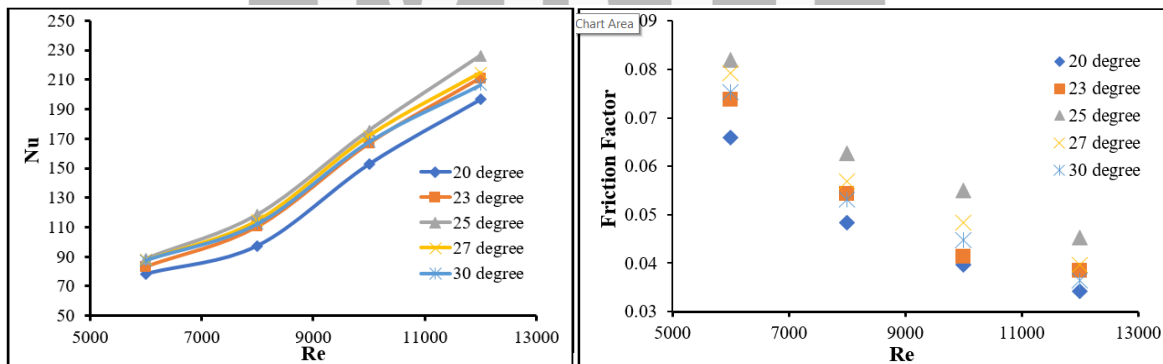 250
230
210
190
170
150
130
110
90
70
50
Nu
5000 7000 9000 11000 13000
Re
20 degree
23 degree
25 degree
27 degree
30 degree
Chart Area
0.09
0.08
0.07
0.06
0.05
0.04
0.03
Friction Factor
5000 7000 9000 11000 13000
Re
20 degree
23 degree
25 degree
27 degree
30 degree